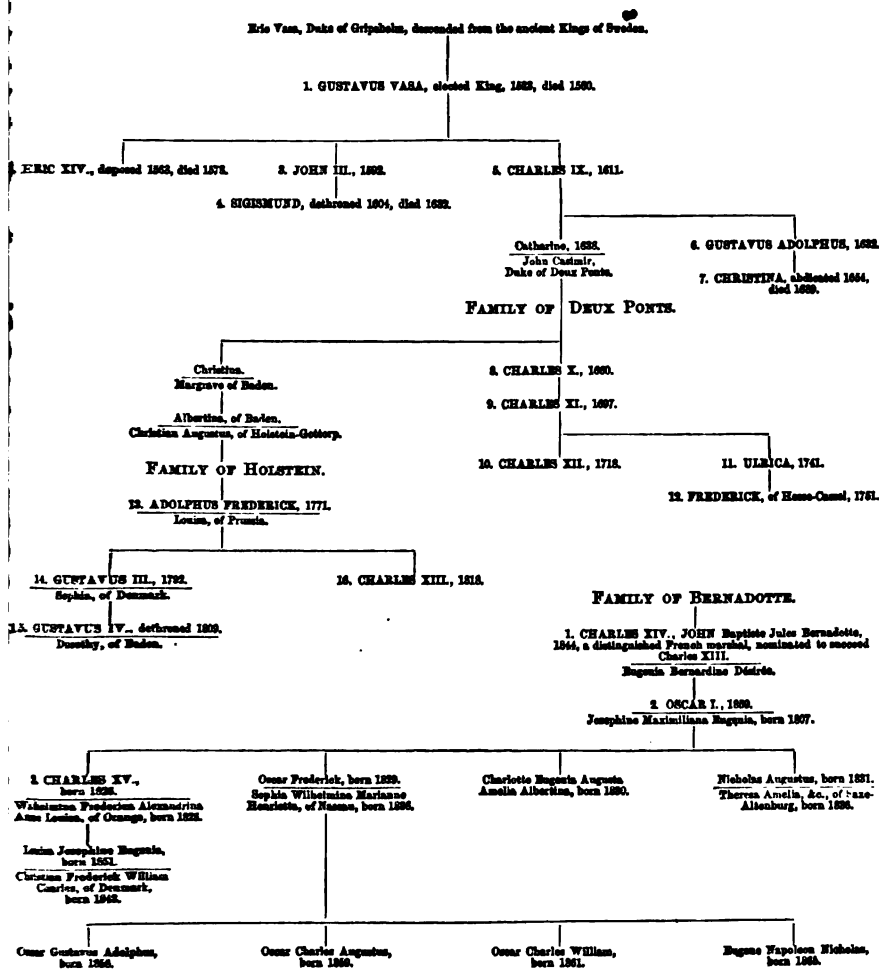 Eric Vasa, Duke of Gripsholm, descended from the ancient Kings of Sweden.
1. GUSTAVUS VASA, elected King, 1523, died 1560.
ERIC XIV., deposed 1568, died 1578.
3. JOHN III., 1592.
5. CHARLES IX., 1611.
4. SIGISMUND, dethroned 1604, died 1632.
Catharine, 1638.
John Casimir,
Duke of Deux Ponts.
6. GUSTAVUS ADOLPHUS, 1632.
7. CHRISTINA, abdicated 1654,
died 1689.
FAMILY OF DEUX PONTS.
Christina.
Margrave of Baden.
8. CHARLES X., 1660.
9. CHARLES XI., 1697.
Albertina, of Baden.
Christian Augustus, of Holstein-Gottorp.
FAMILY OF HOLSTEIN.
10. CHARLES XII., 1718.
11. ULRICA, 1741.
12. FREDERICK, of Hesse-Cassel, 1751.
13. ADOLPHUS FREDERICK, 1771.
Louisa, of Prussia.
14. GUSTAVUS III., 1792.
Sophia, of Denmark.
16. CHARLES XIII., 1818.
FAMILY OF BERNADOTTE.
15. GUSTAVUS IV., dethroned 1809.
Dorothy, of Baden.
1. CHARLES XIV., JOHN Baptiste Jules Bernadotte,
1844, a distinguished French marshal, nominated to succeed
Charles XIII.
Eugenia Bernardine Désirée.
2. OSCAR I., 1859.
Josephine Maximiliana Eugenia, born 1807.
3. CHARLES XV.,
born 1826.
Wilhelmina Frederica Alexandrina
Anne Louisa, of Orange, born 1828.
Oscar Frederick, born 1829.
Sophia Wilhelmine Marianne
Henrietta, of Nassau, born 1836.
Charlotte Eugenia Augusta
Amelia Albertina, born 1830.
Nicholas Augustus, born 1831.
Theresa Amelia, &c., of Saxe-
Altenburg, born 1836.
Louisa Josephine Eugenia,
born 1851.
Christian Frederick William
Charles, of Denmark,
born 1843.
Oscar Gustavus Adolphus,
born 1858.
Oscar Charles Augustus,
born 1859.
Oscar Charles William,
born 1861.
Eugene Napoleon Nicholas,
born 1865.